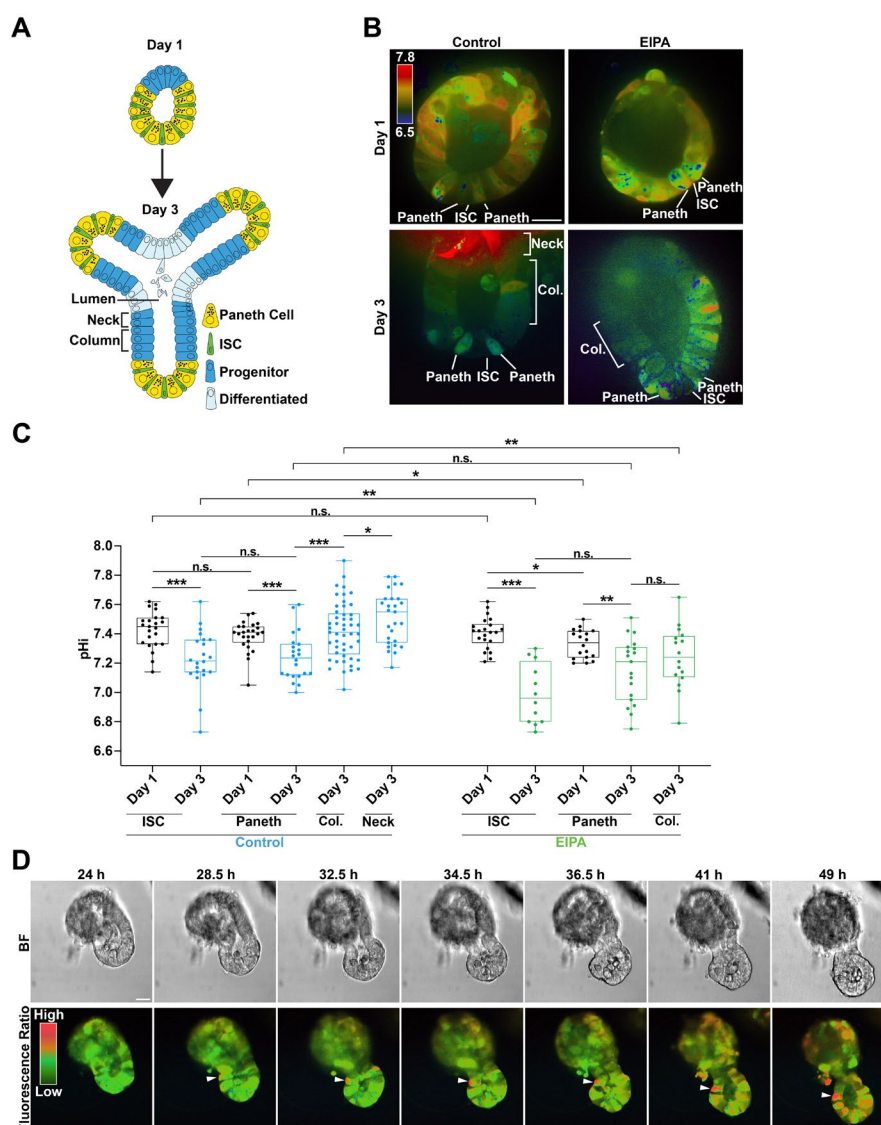 A
Day 1
Day 3
Lumen
Neck
Column
Paneth Cell
ISC
Progenitor
Differentiated
B
Control
EIPA
7.8
6.5
Day 1
Paneth
ISC
Paneth
Paneth
ISC
Paneth
Day 3
Neck
Col.
Paneth
ISC
Paneth
Col.
Paneth
ISC
Paneth
C
**
n.s.
*
**
n.s.
n.s.
***
*
n.s.
n.s.
***
***
*
***
**
n.s.
8.0
7.8
7.6
7.4
7.2
7.0
6.8
6.6
pHi
Day 1
Day 3
Day 1
Day 3
Day 3
Day 3
Day 1
Day 3
Day 1
Day 3
Day 3
ISC
Paneth
Col.
Neck
ISC
Paneth
Col.
Control
EIPA
D
24 h
28.5 h
32.5 h
34.5 h
36.5 h
41 h
49 h
BF
Fluorescence Ratio
High
Low